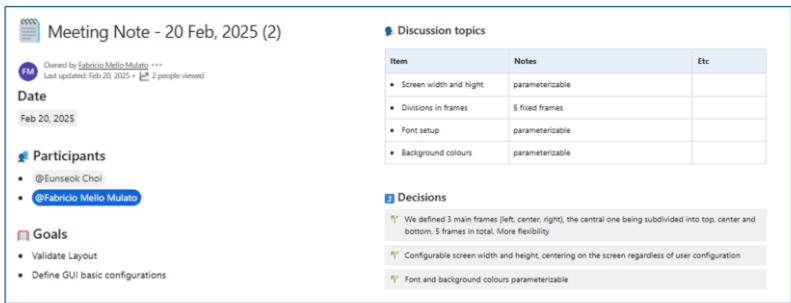 Meeting Note - 20 Feb, 2025 (2)
FM
Owned by Fabricio Mello Mulato •••
Last updated: Feb 20, 2025 • 2 people viewed
Date
Feb 20, 2025
Participants
• @Eunseok Choi
• @Fabricio Mello Mulato
Goals
• Validate Layout
• Define GUI basic configurations
Discussion topics
Item Notes Etc
• Screen width and hight parameterizable
• Divisions in frames 5 fixed frames
• Font setup parameterizable
• Background colours parameterizable
Decisions
We defined 3 main frames (left, center, right), the central one being subdivided into top, center and
bottom. 5 frames in total. More flexibility
Configurable screen width and height, centering on the screen regardless of user configuration
Font and background colours parameterizable